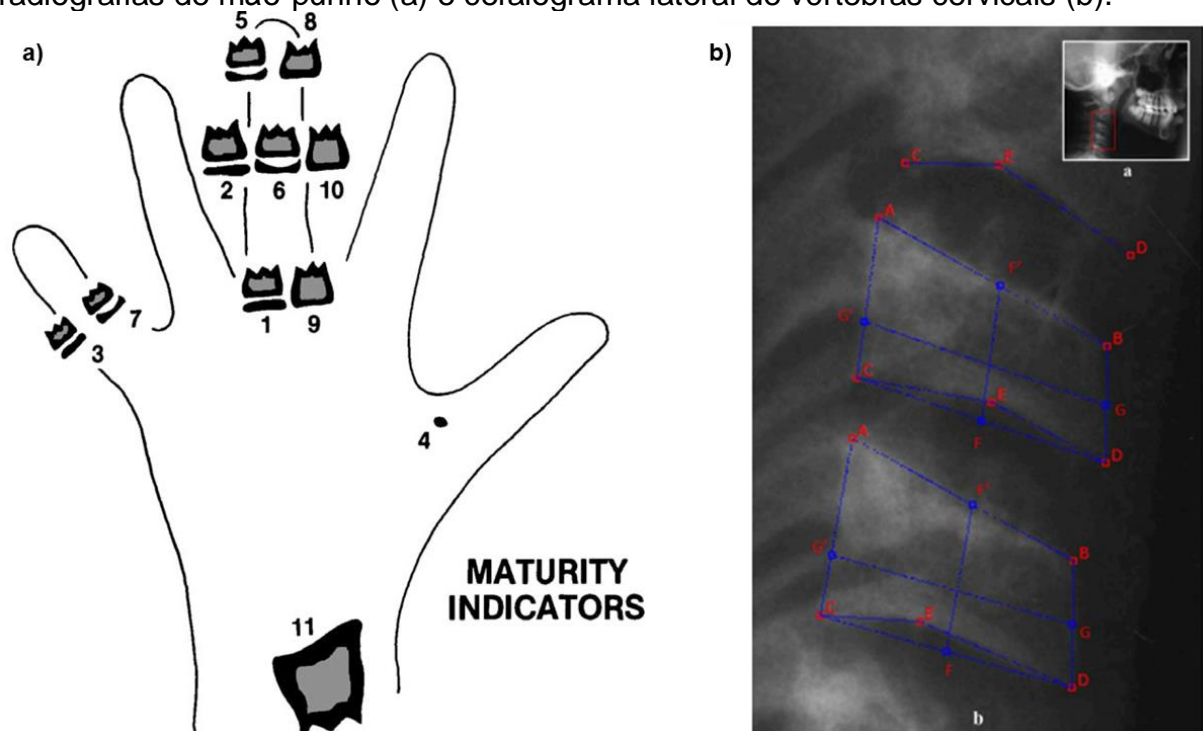 radiografias de mão-punho (a) e cefalograma lateral de vértebras cervicais (b).
a)
5 8
2 6 10
1 9
7
3
4
MATURITY
INDICATORS
11
b)
a
C E
D
A
F'
B
G'
C
E
G
F
D
A
F'
B
G'
C
E
G
F
D
b